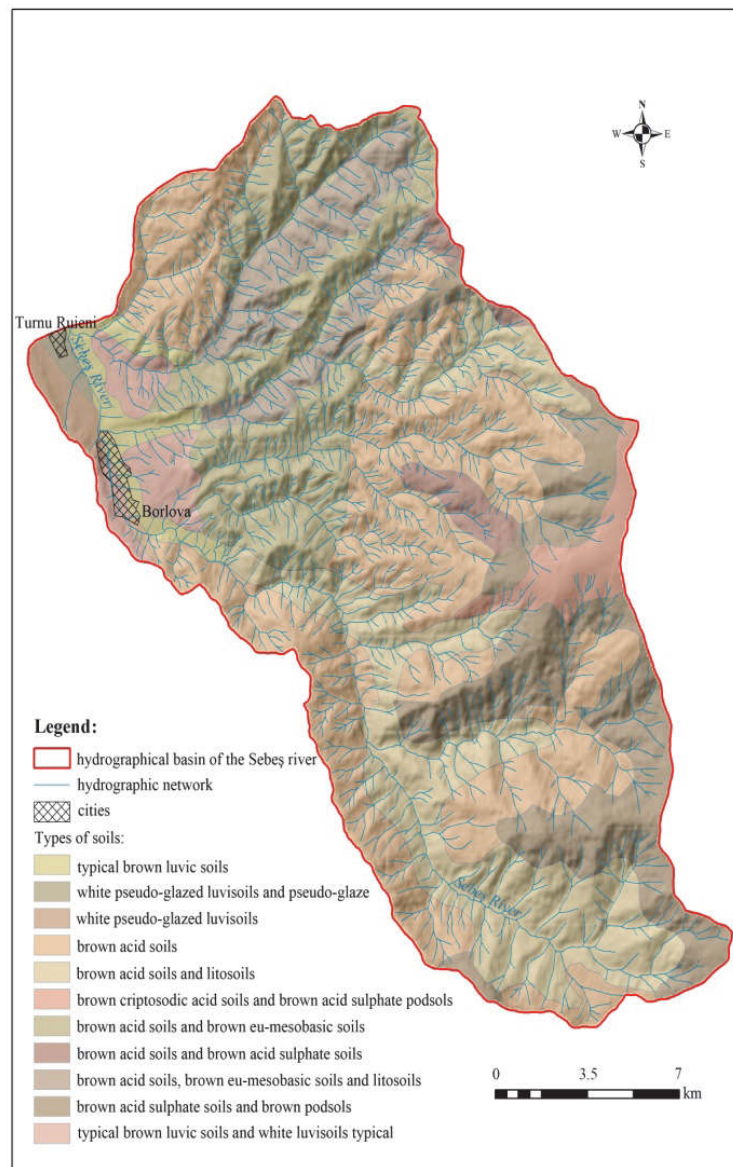 N
W E
S
Turnu Ruieni
Sebeş River
Borlova
Sebeş River
Legend:
hydrographical basin of the Sebeş river
hydrographic network
cities
Types of soils:
typical brown luvic soils
white pseudo-glazed luvisoils and pseudo-glaze
white pseudo-glazed luvisoils
brown acid soils
brown acid soils and litosoils
brown criptosodic acid soils and brown acid sulphate podsols
brown acid soils and brown eu-mesobasic soils
brown acid soils and brown acid sulphate soils
brown acid soils, brown eu-mesobasic soils and litosoils
brown acid sulphate soils and brown podsols
typical brown luvic soils and white luvisoils typical
0 3.5 7
km